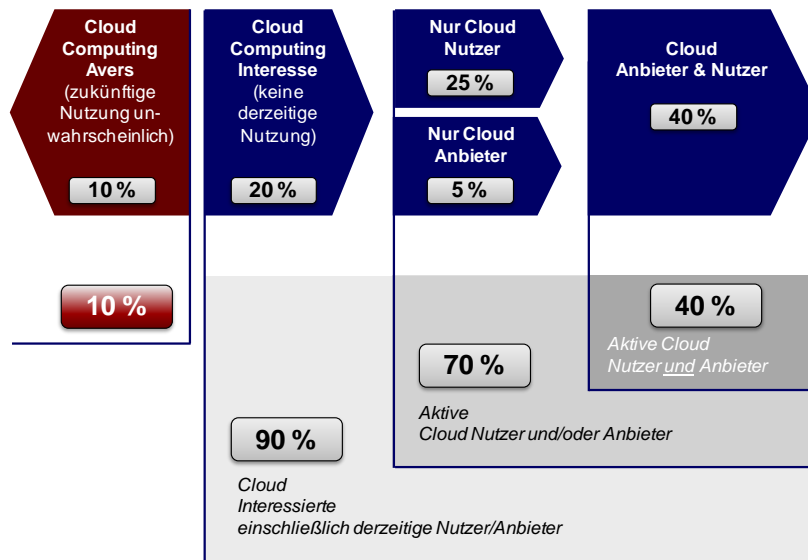 Cloud
Computing
Avers
(zukünftige
Nutzung un-
wahrscheinlich)
10 %
Cloud
Computing
Interesse
(keine
derzeitige
Nutzung)
20 %
Nur Cloud
Nutzer
25 %
Nur Cloud
Anbieter
5 %
Cloud
Anbieter & Nutzer
40 %
10 %
40 %
Aktive Cloud
Nutzer und Anbieter
70 %
Aktive
Cloud Nutzer und/oder Anbieter
90 %
Cloud
Interessierte
einschließlich derzeitige Nutzer/Anbieter